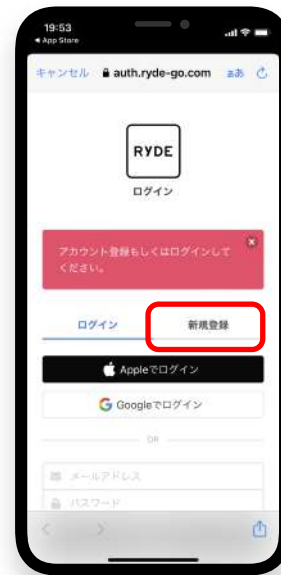 19:53
◀ App Store
キャンセル auth.ryde-go.com ああ
RYDE
ログイン
アカウント登録もしくはログインして
ください。
ログイン 新規登録
Appleでログイン
Googleでログイン
OR
メールアドレス
パスワード